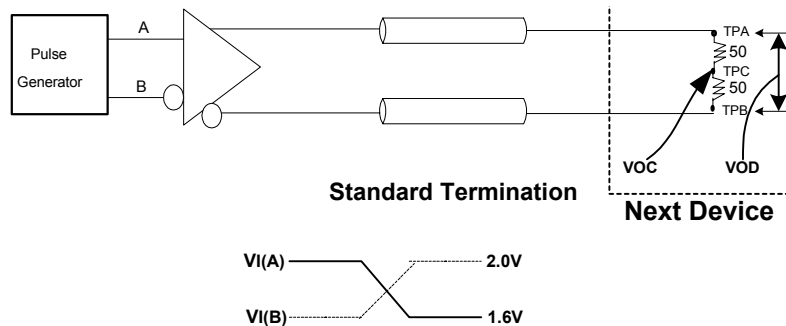 Pulse
Generator
A
B
TPA
50
TPC
50
TPB
VOC
VOD
Standard Termination
Next Device
VI(A)
2.0V
VI(B)
1.6V